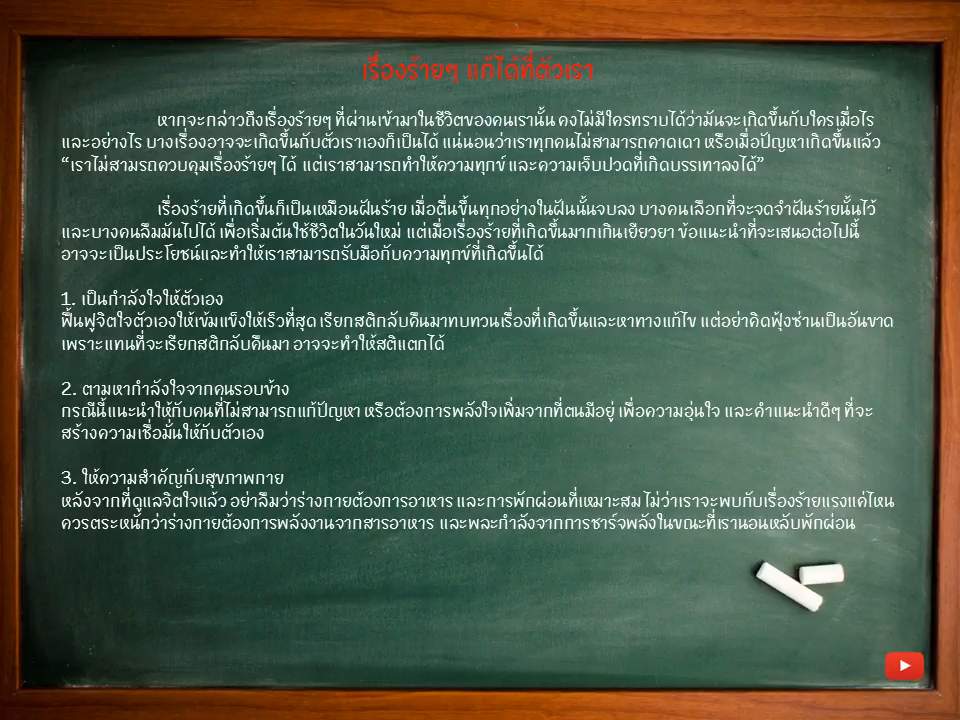 เรื่องร้ายๆ แก้ได้ที่ตัวเรา
หากจะกล่าวถึงเรื่องร้ายๆ ที่ผ่านเข้ามาในชีวิตของคนเรานั้น คงไม่มีใครทราบได้ว่ามันจะเกิดขึ้นกับใครเมื่อไร
และอย่างไร บางเรื่องอาจจะเกิดขึ้นกับตัวเราเองก็เป็นได้ แน่นอนว่าเราทุกคนไม่สามารถคาดเดา หรือเมื่อปัญหาเกิดขึ้นแล้ว
“เราไม่สามรถควบคุมเรื่องร้ายๆ ได้ แต่เราสามารถทำให้ความทุกข์ และความเจ็บปวดที่เกิดบรรเทาลงได้”
เรื่องร้ายที่เกิดขึ้นก็เป็นเหมือนฝันร้าย เมื่อตื่นขึ้นทุกอย่างในฝันนั้นจบลง บางคนเลือกที่จะจดจำฝันร้ายนั้นไว้
และบางคนลืมมันไปได้ เพื่อเริ่มต้นใช้ชีวิตในวันใหม่ แต่เมื่อเรื่องร้ายที่เกิดขึ้นมากเกินเยียวยา ข้อแนะนำที่จะเสนอต่อไปนี้
อาจจะเป็นประโยชน์และทำให้เราสามารถรับมือกับความทุกข์ที่เกิดขึ้นได้
1. เป็นกำลังใจให้ตัวเอง
ฟื้นฟูจิตใจตัวเองให้เข้มแข็งให้เร็วที่สุด เรียกสติกลับคืนมาทบทวนเรื่องที่เกิดขึ้นและหาทางแก้ไข แต่อย่าคิดฟุ้งซ่านเป็นอันขาด
เพราะแทนที่จะเรียกสติกลับคืนมา อาจจะทำให้สติแตกได้
2. ตามหากำลังใจจากคนรอบข้าง
กรณีนี้แนะนำให้กับคนที่ไม่สามารถแก้ปัญหา หรือต้องการพลังใจเพิ่มจากที่ตนมีอยู่ เพื่อความอุ่นใจ และคำแนะนำดีๆ ที่จะ
สร้างความเชื่อมั่นให้กับตัวเอง
3. ให้ความสำคัญกับสุขภาพกาย
หลังจากที่ดูแลจิตใจแล้ว อย่าลืมว่าร่างกายต้องการอาหาร และการพักผ่อนที่เหมาะสม ไม่ว่าเราจะพบกับเรื่องร้ายแรงแค่ไหน
ควรตระหนักว่าร่างกายต้องการพลังงานจากสารอาหาร และพละกำลังจากการชาร์จพลังในขณะที่เรานอนหลับพักผ่อน